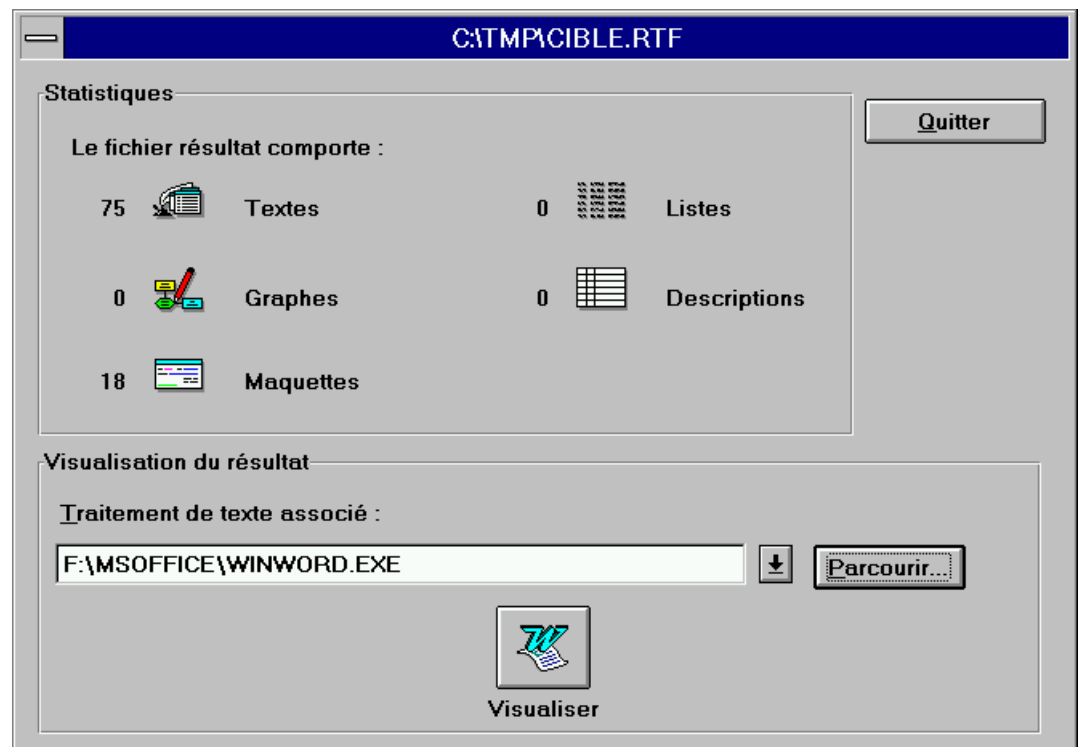 C:\TMP\CIBLE.RTF
Statistiques
Quitter
Le fichier résultat comporte :
75 Textes 0 Listes
0 Graphes 0 Descriptions
18 Maquettes
Visualisation du résultat
Traitement de texte associé :
F:\MSOFFICE\WINWORD.EXE Parcourir...
Visualiser